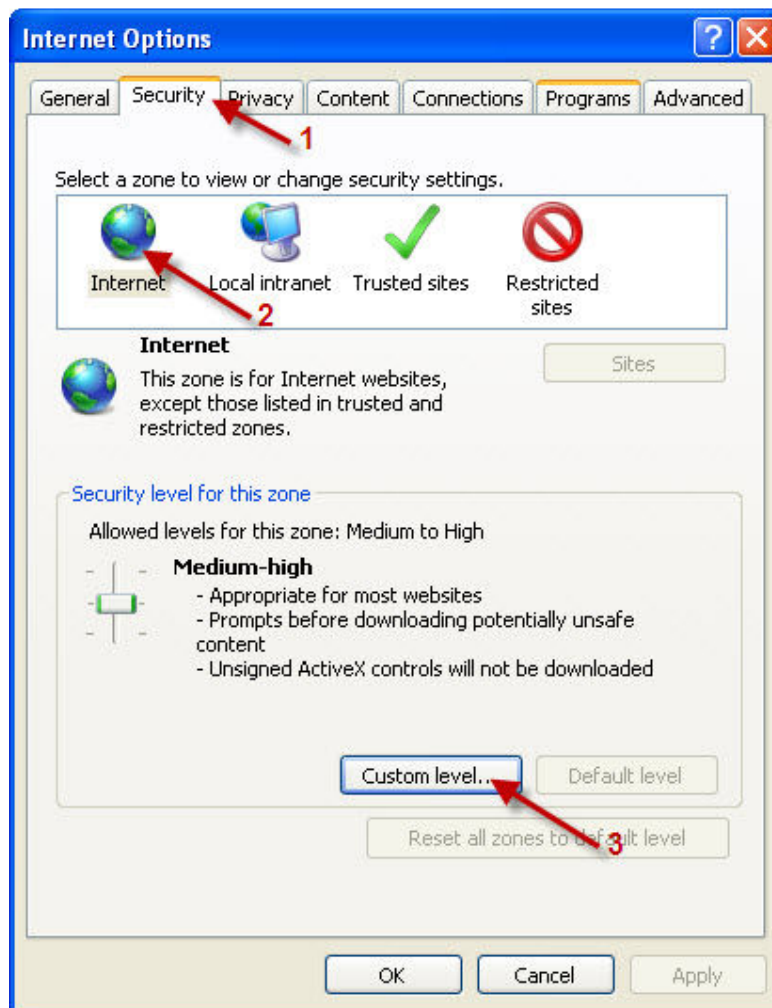 Internet Options
General Security Privacy Content Connections Programs Advanced
1
Select a zone to view or change security settings.
Internet Local intranet Trusted sites Restricted
sites
2
Internet
Sites
This zone is for Internet websites,
except those listed in trusted and
restricted zones.
Security level for this zone
Allowed levels for this zone: Medium to High
Medium-high
- Appropriate for most websites
- Prompts before downloading potentially unsafe
content
- Unsigned ActiveX controls will not be downloaded
Custom level... Default level
Reset all zones to default level
3
OK Cancel Apply